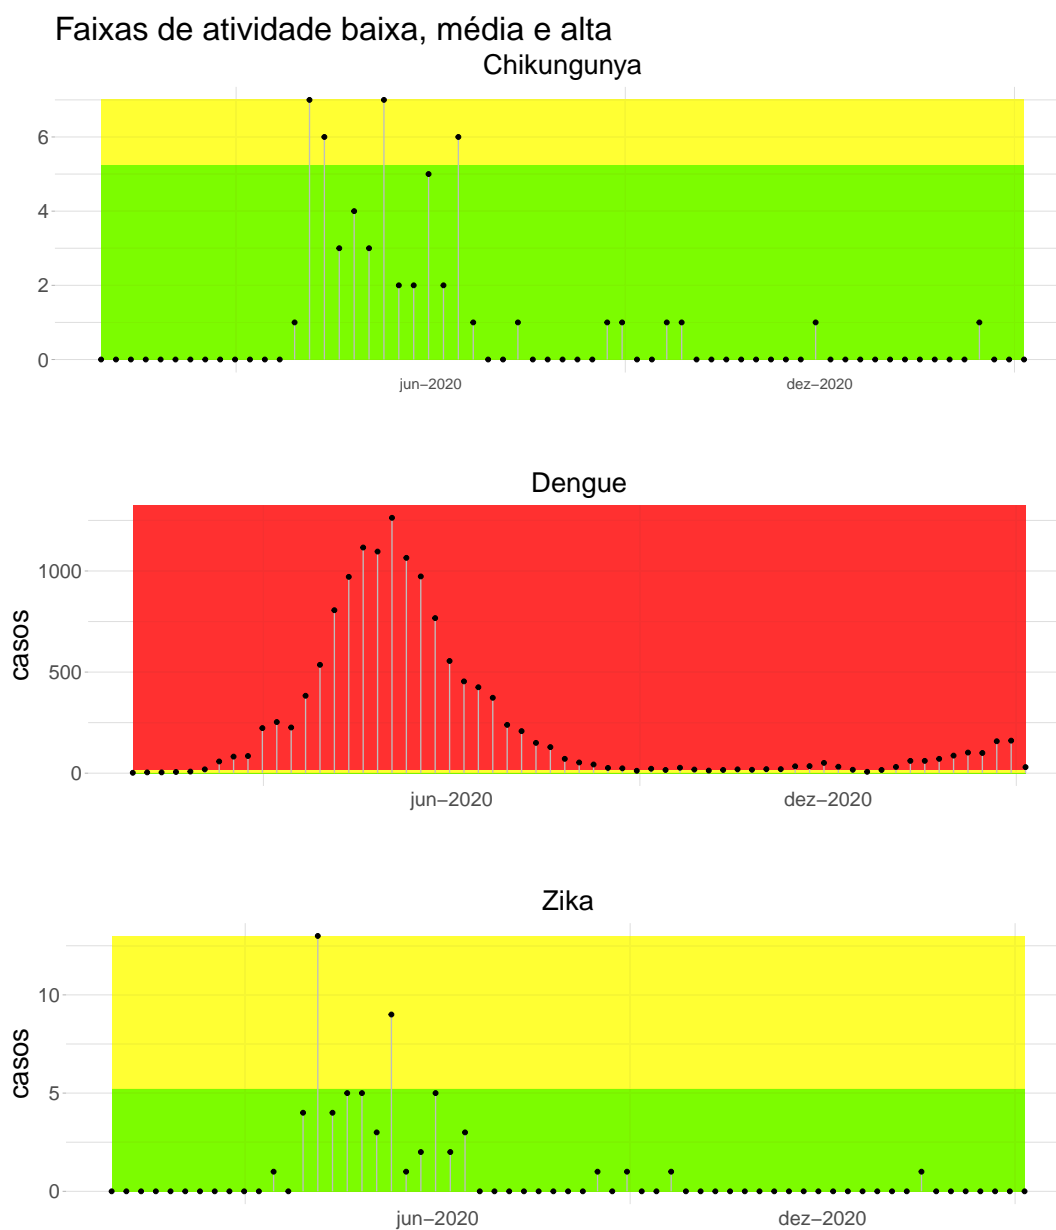 Faixas de atividade baixa, média e alta
Chikungunya
6
4
2
0
jun−2020 dez−2020
Dengue
casos
1000
500
0
jun−2020 dez−2020
Zika
casos
10
5
0
jun−2020 dez−2020